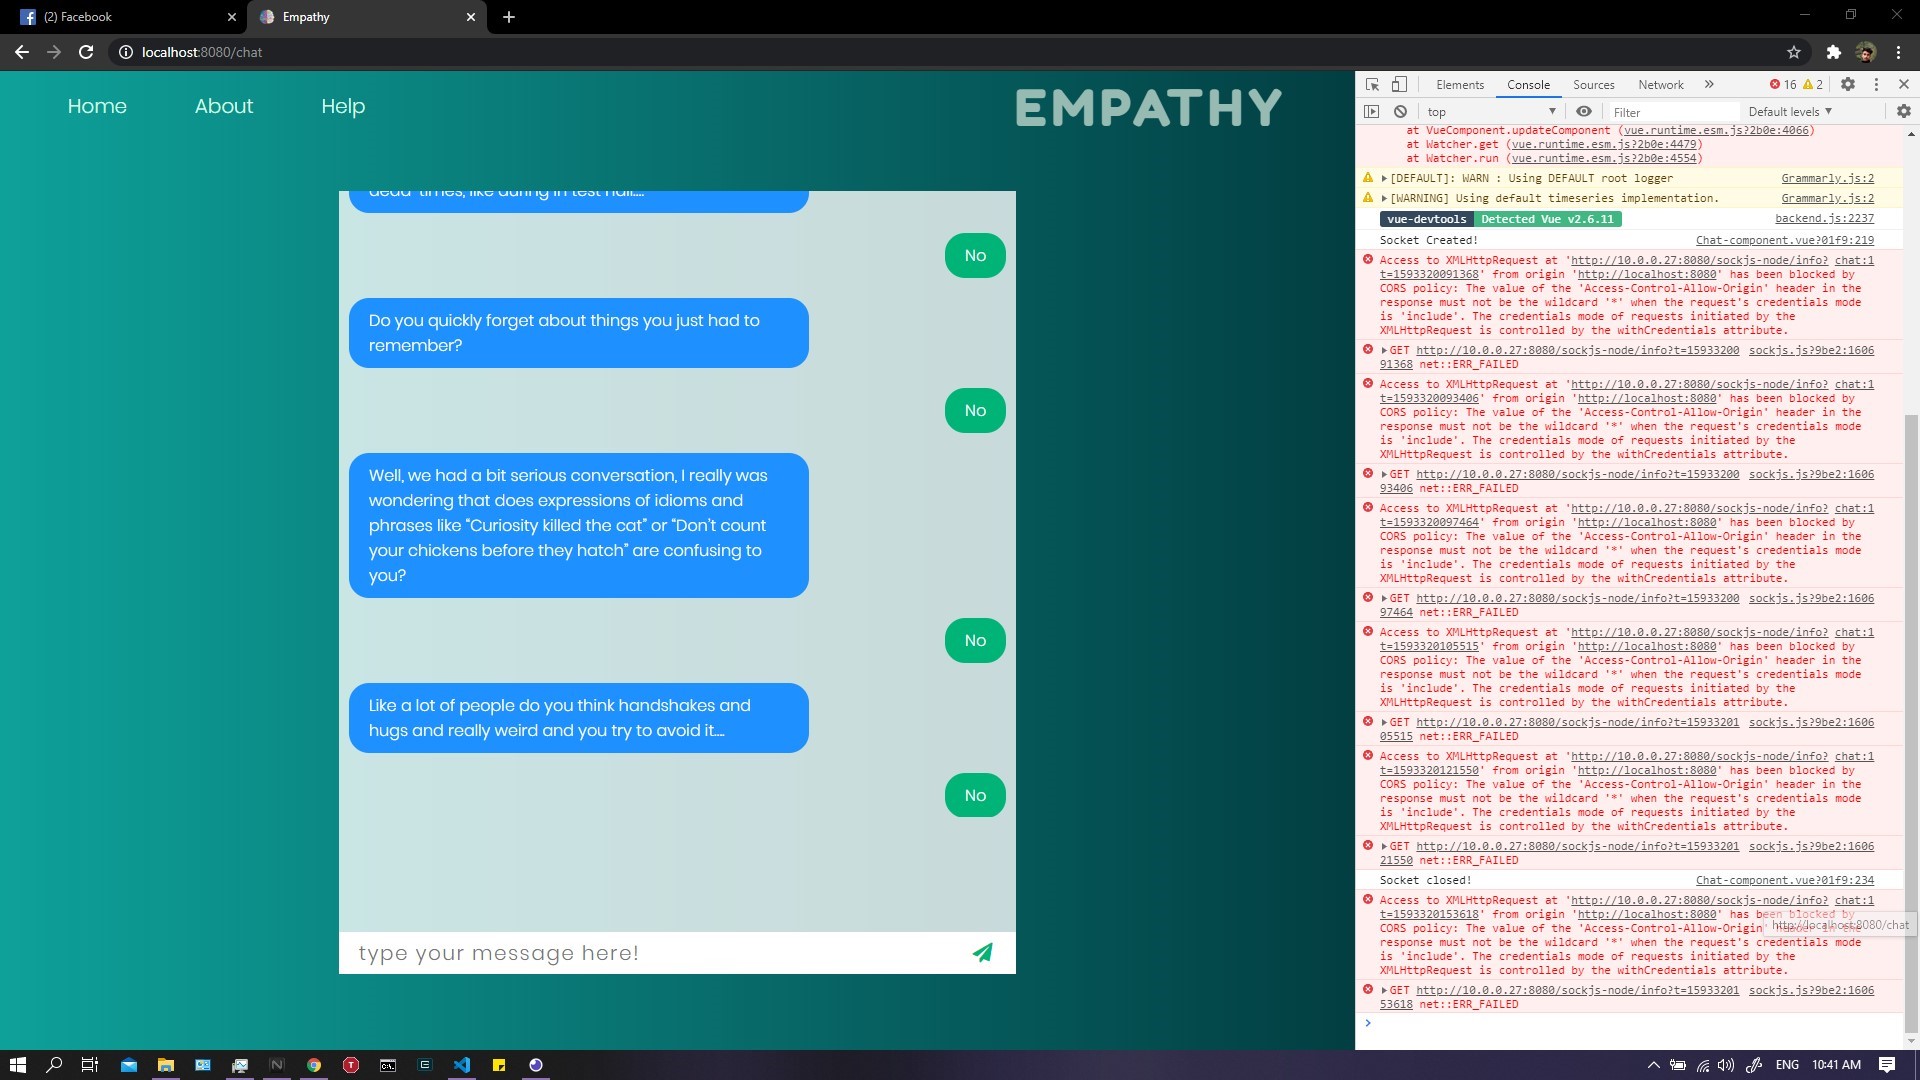 (2) Facebook
Empathy
localhost:8080/chat
Home
About
Help
EMPATHY
dead' times, like during in test hall....
No
Do you quickly forget about things you just had to
remember?
No
Well, we had a bit serious conversation, I really was
wondering that does expressions of idioms and
phrases like “Curiosity killed the cat” or “Don’t count
your chickens before they hatch” are confusing to
you?
No
Like a lot of people do you think handshakes and
hugs and really weird and you try to avoid it....
No
type your message here!
Elements
Console
Sources
Network
16
2
top
Filter
Default levels
at VueComponent.updateComponent (vue.runtime.esm.js?2b0e:4066)
at Watcher.get (vue.runtime.esm.js?2b0e:4479)
at Watcher.run (vue.runtime.esm.js?2b0e:4554)
[DEFAULT]: WARN : Using DEFAULT root logger Grammarly.js:2
[WARNING] Using default timeseries implementation. Grammarly.js:2
vue-devtools Detected Vue v2.6.11 backend.js:2237
Socket Created! Chat-component.vue?01f9:219
Access to XMLHttpRequest at 'http://10.0.0.27:8080/sockjs-node/info? chat:1
t=1593320091368' from origin 'http://localhost:8080' has been blocked by
CORS policy: The value of the 'Access-Control-Allow-Origin' header in the
response must not be the wildcard '*' when the request's credentials mode
is 'include'. The credentials mode of requests initiated by the
XMLHttpRequest is controlled by the withCredentials attribute.
GET http://10.0.0.27:8080/sockjs-node/info?t=15933200 sockjs.js?9be2:1606
91368 net::ERR_FAILED
Access to XMLHttpRequest at 'http://10.0.0.27:8080/sockjs-node/info? chat:1
t=1593320093406' from origin 'http://localhost:8080' has been blocked by
CORS policy: The value of the 'Access-Control-Allow-Origin' header in the
response must not be the wildcard '*' when the request's credentials mode
is 'include'. The credentials mode of requests initiated by the
XMLHttpRequest is controlled by the withCredentials attribute.
GET http://10.0.0.27:8080/sockjs-node/info?t=15933200 sockjs.js?9be2:1606
93406 net::ERR_FAILED
Access to XMLHttpRequest at 'http://10.0.0.27:8080/sockjs-node/info? chat:1
t=1593320097464' from origin 'http://localhost:8080' has been blocked by
CORS policy: The value of the 'Access-Control-Allow-Origin' header in the
response must not be the wildcard '*' when the request's credentials mode
is 'include'. The credentials mode of requests initiated by the
XMLHttpRequest is controlled by the withCredentials attribute.
GET http://10.0.0.27:8080/sockjs-node/info?t=15933200 sockjs.js?9be2:1606
97464 net::ERR_FAILED
Access to XMLHttpRequest at 'http://10.0.0.27:8080/sockjs-node/info? chat:1
t=1593320105515' from origin 'http://localhost:8080' has been blocked by
CORS policy: The value of the 'Access-Control-Allow-Origin' header in the
response must not be the wildcard '*' when the request's credentials mode
is 'include'. The credentials mode of requests initiated by the
XMLHttpRequest is controlled by the withCredentials attribute.
GET http://10.0.0.27:8080/sockjs-node/info?t=15933201 sockjs.js?9be2:1606
05515 net::ERR_FAILED
Access to XMLHttpRequest at 'http://10.0.0.27:8080/sockjs-node/info? chat:1
t=1593320121550' from origin 'http://localhost:8080' has been blocked by
CORS policy: The value of the 'Access-Control-Allow-Origin' header in the
response must not be the wildcard '*' when the request's credentials mode
is 'include'. The credentials mode of requests initiated by the
XMLHttpRequest is controlled by the withCredentials attribute.
GET http://10.0.0.27:8080/sockjs-node/info?t=15933201 sockjs.js?9be2:1606
21550 net::ERR_FAILED
Socket closed! Chat-component.vue?01f9:234
Access to XMLHttpRequest at 'http://10.0.0.27:8080/sockjs-node/info? chat:1
t=1593320153618' from origin 'http://localhost:8080' has been blocked by
CORS policy: The value of the 'Access-Control-Allow-Origin' header in the
http://localhost:8080/chat
response must not be the wildcard '*' when the request's credentials mode
is 'include'. The credentials mode of requests initiated by the
XMLHttpRequest is controlled by the withCredentials attribute.
GET http://10.0.0.27:8080/sockjs-node/info?t=15933201 sockjs.js?9be2:1606
53618 net::ERR_FAILED
ENG
10:41 AM